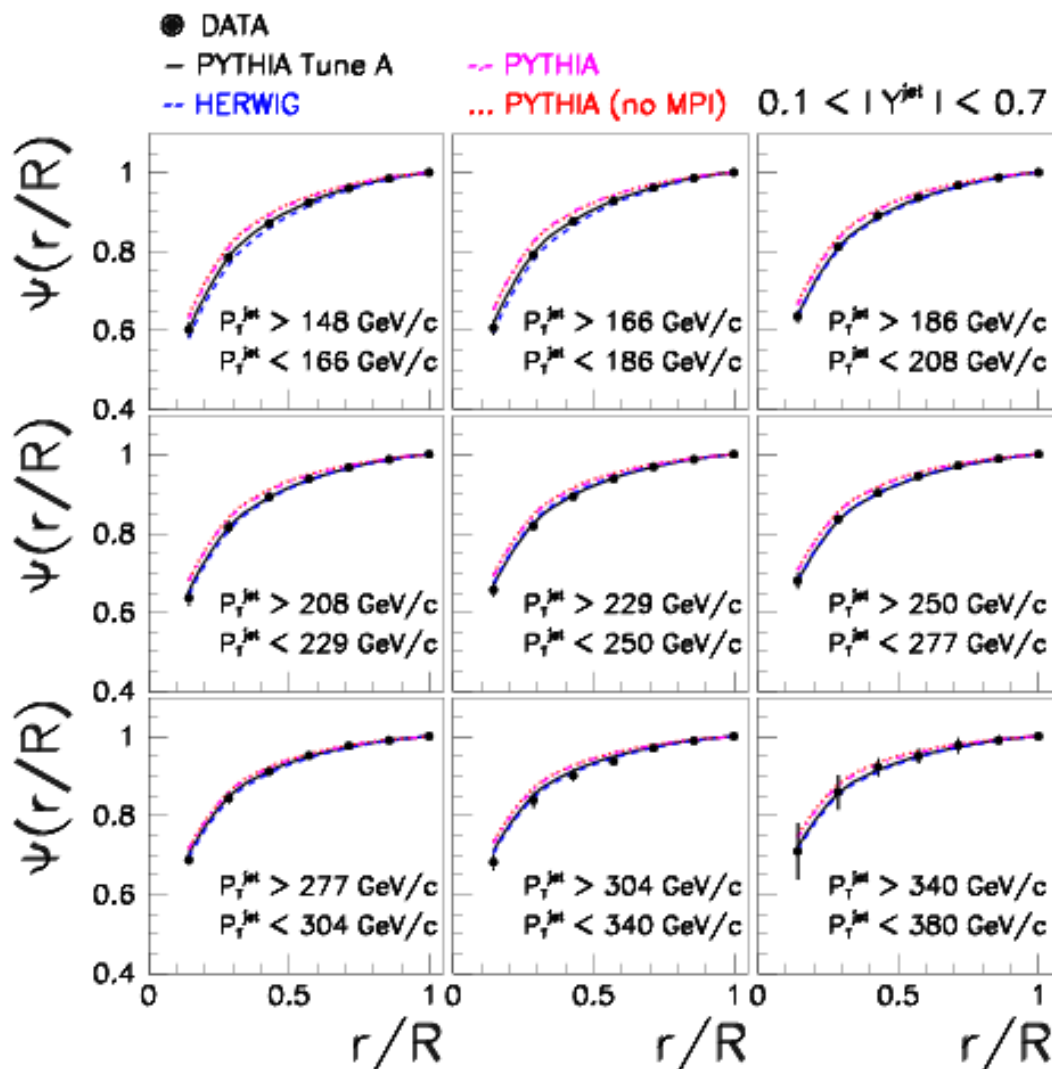 DATA
PYTHIA Tune A
PYTHIA
HERWIG
PYTHIA (no MPI)
0.1 < | Y^jet | < 0.7
ψ(r/R)
1
0.8
0.6
0.4
P_T^jet > 148 GeV/c
P_T^jet < 166 GeV/c
P_T^jet > 166 GeV/c
P_T^jet < 186 GeV/c
P_T^jet > 186 GeV/c
P_T^jet < 208 GeV/c
ψ(r/R)
1
0.8
0.6
0.4
P_T^jet > 208 GeV/c
P_T^jet < 229 GeV/c
P_T^jet > 229 GeV/c
P_T^jet < 250 GeV/c
P_T^jet > 250 GeV/c
P_T^jet < 277 GeV/c
ψ(r/R)
1
0.8
0.6
0.4
P_T^jet > 277 GeV/c
P_T^jet < 304 GeV/c
P_T^jet > 304 GeV/c
P_T^jet < 340 GeV/c
P_T^jet > 340 GeV/c
P_T^jet < 380 GeV/c
0 0.5 1 0 0.5 1 0 0.5 1
r/R r/R r/R